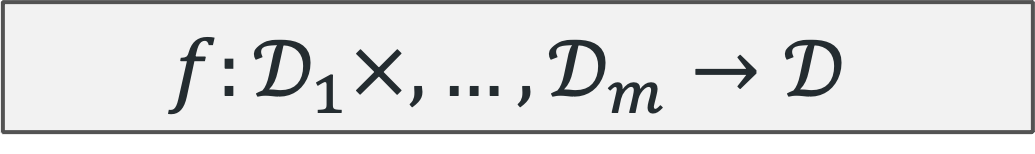 𝑓: 𝒟₁×, … , 𝒟ₘ → 𝒟